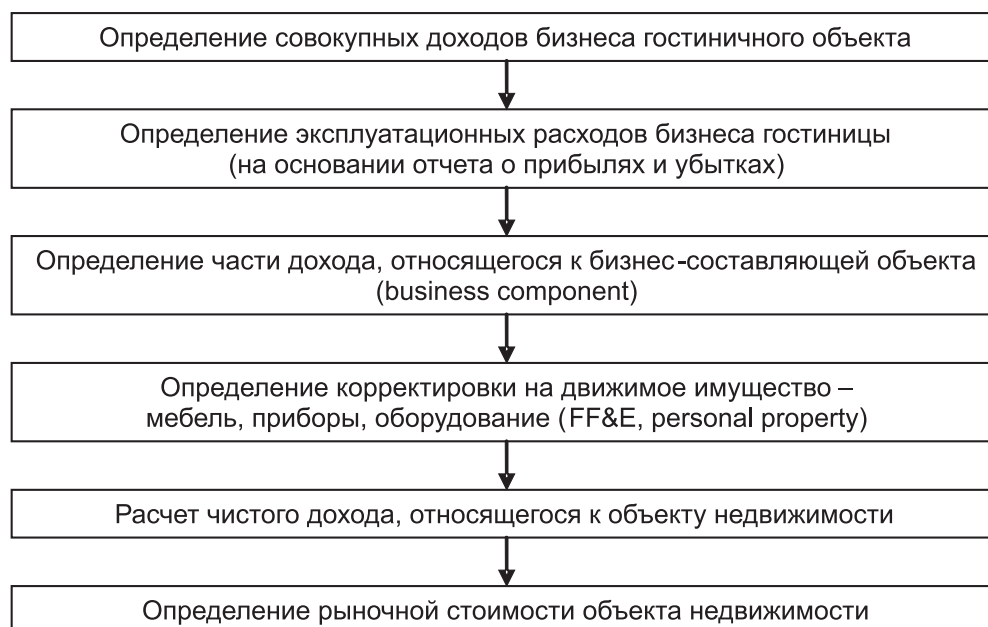 Определение совокупных доходов бизнеса гостиничного объекта
Определение эксплуатационных расходов бизнеса гостиницы
(на основании отчета о прибылях и убытках)
Определение части дохода, относящегося к бизнес-составляющей объекта
(business component)
Определение корректировки на движимое имущество –
мебель, приборы, оборудование (FF&E, personal property)
Расчет чистого дохода, относящегося к объекту недвижимости
Определение рыночной стоимости объекта недвижимости